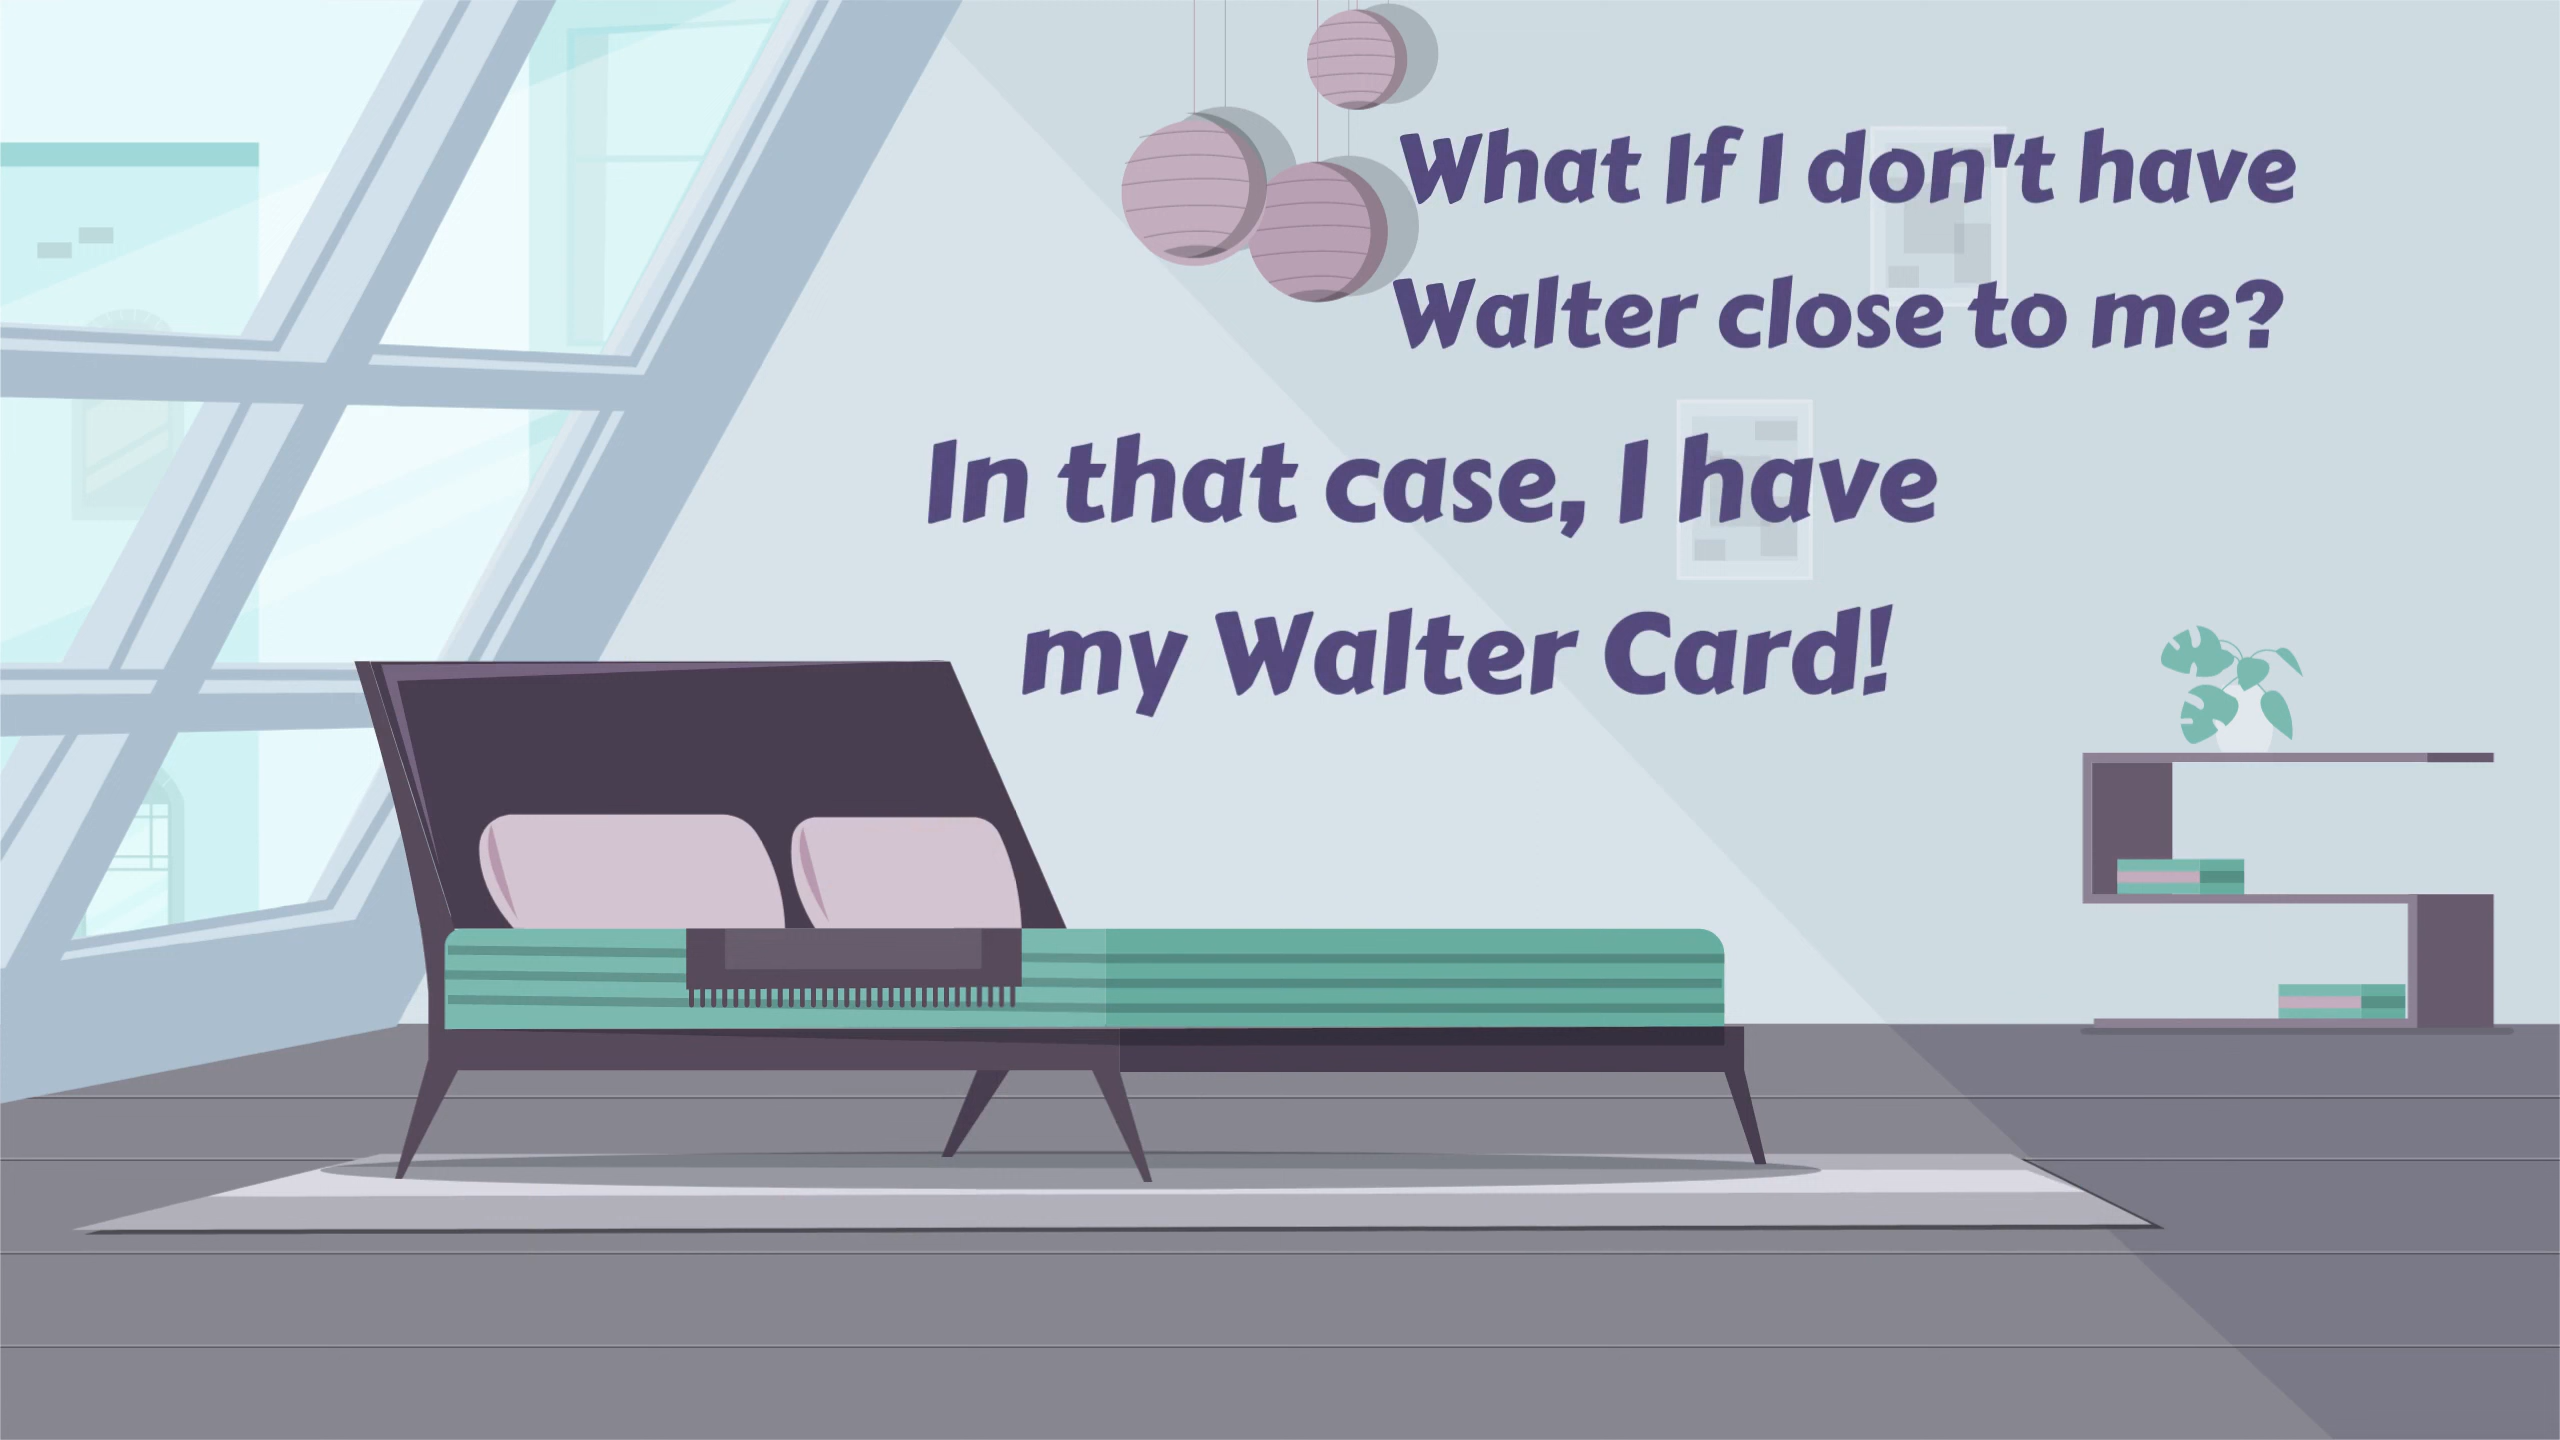 What If I don't have
Walter close to me?
In that case, I have
my Walter Card!